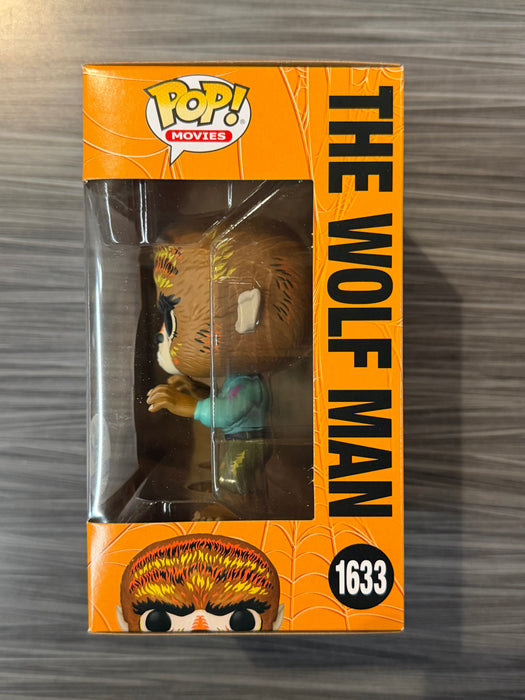 POP!
MOVIES
THE WOLF MAN
1633